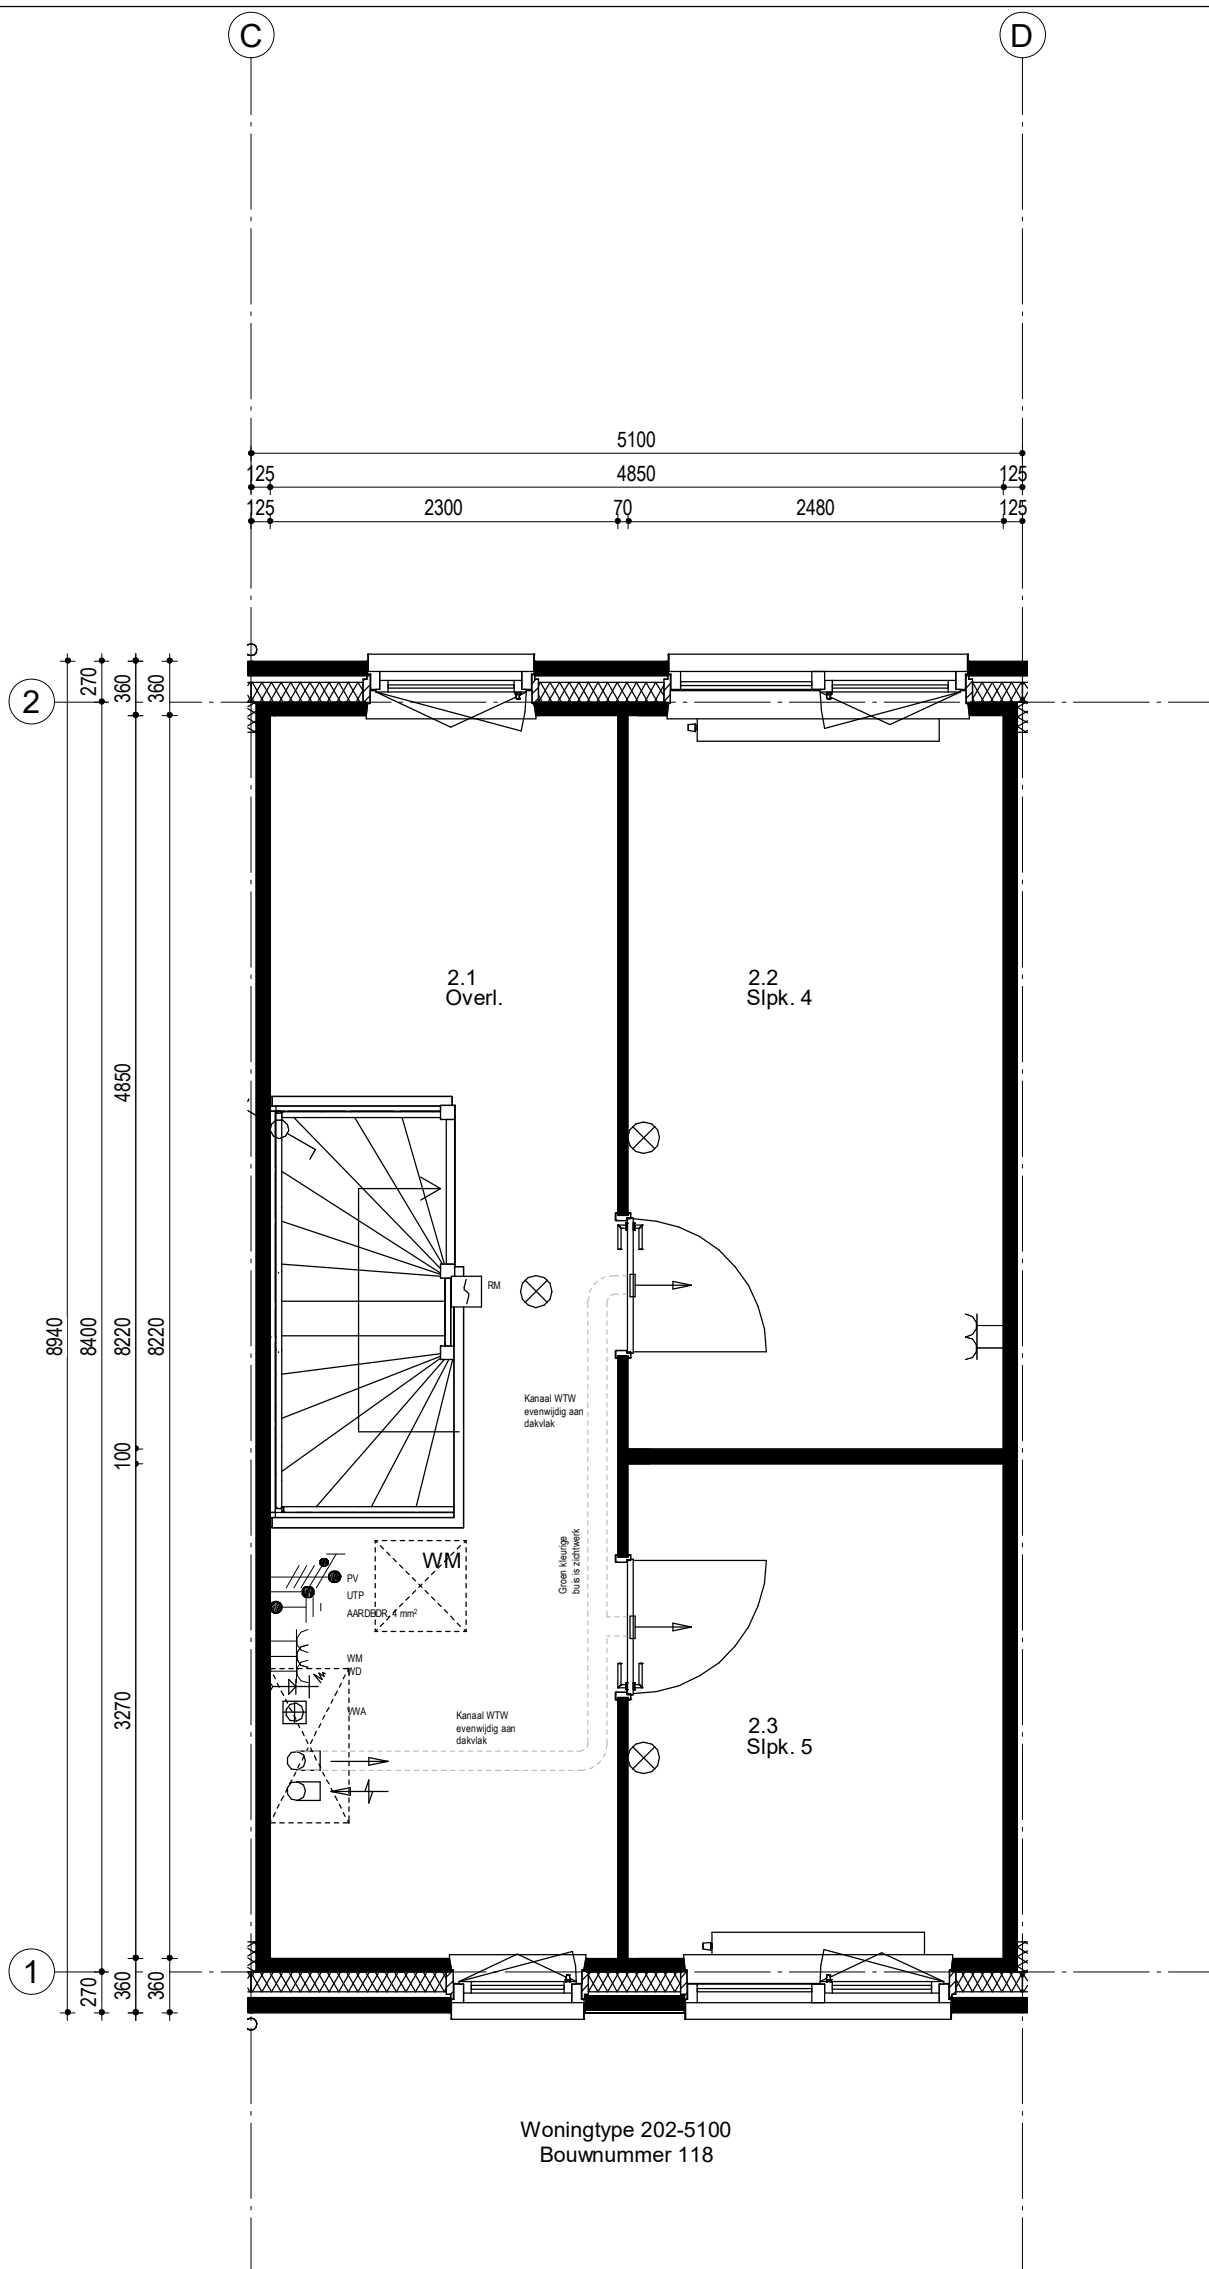 C
D
5100
125
4850
125
125
2300
70
2480
125
2
270
360
360
2.1
Overl.
2.2
Slpk. 4
4850
RM
8940
8400
8220
8220
Kanaal WTW
evenwijdig aan
dakvlak
100
Groen kleurige
buis is zichtwerk
WM
PV
UTP
AARDBDR. 4 mm²
WM
WD
WWA
3270
Kanaal WTW
evenwijdig aan
dakvlak
2.3
Slpk. 5
1
270
360
360
Woningtype 202-5100
Bouwnummer 118